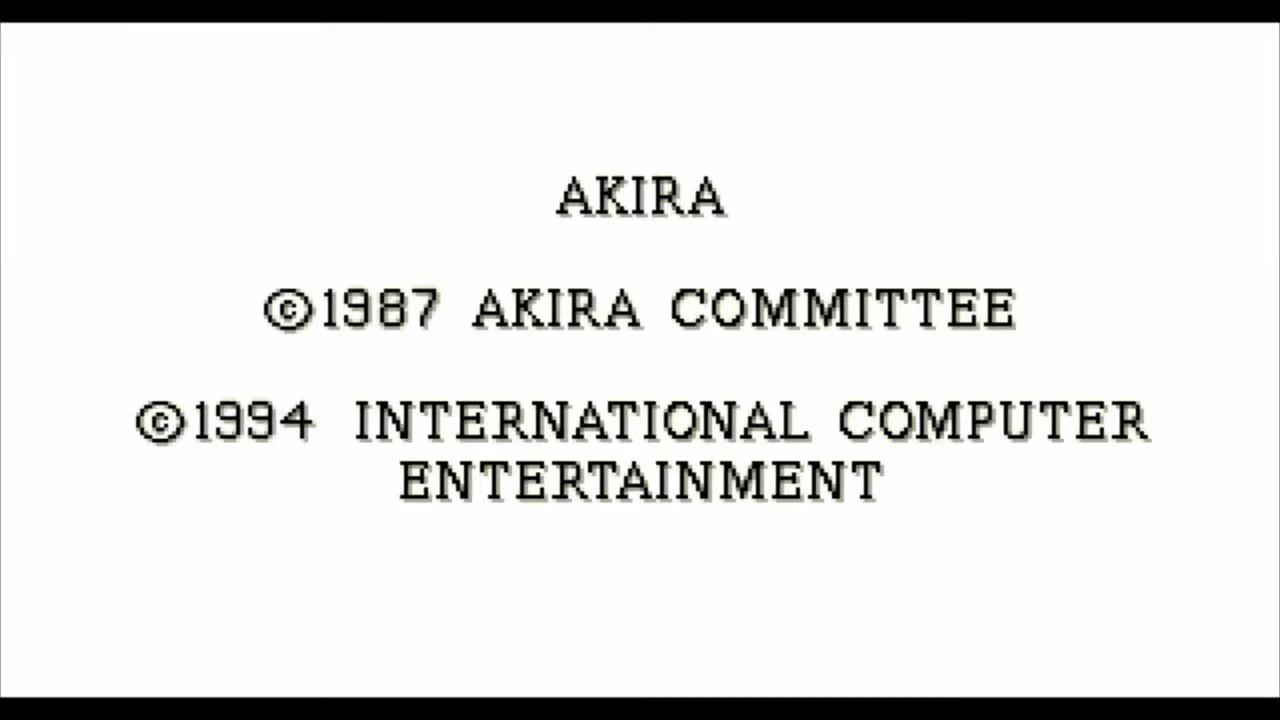 AKIRA
©1987 AKIRA COMMITTEE
©1994 INTERNATIONAL COMPUTER
ENTERTAINMENT